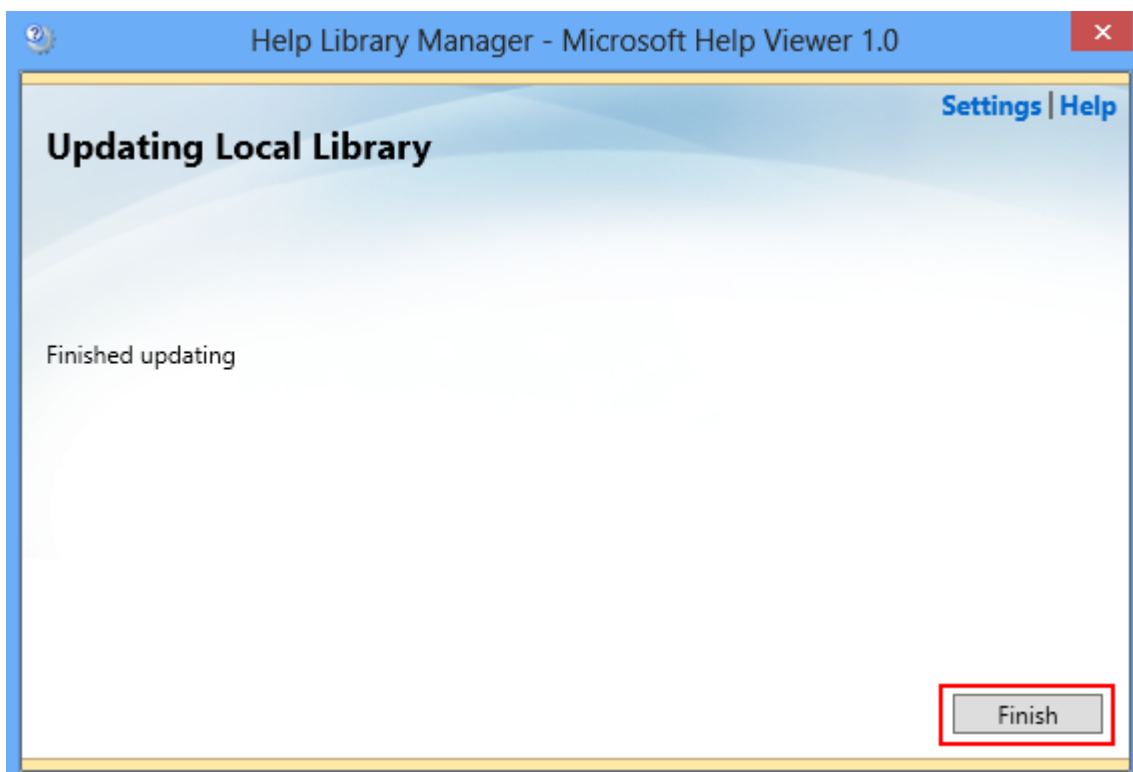 Help Library Manager - Microsoft Help Viewer 1.0
Settings | Help
Updating Local Library
Finished updating
Finish